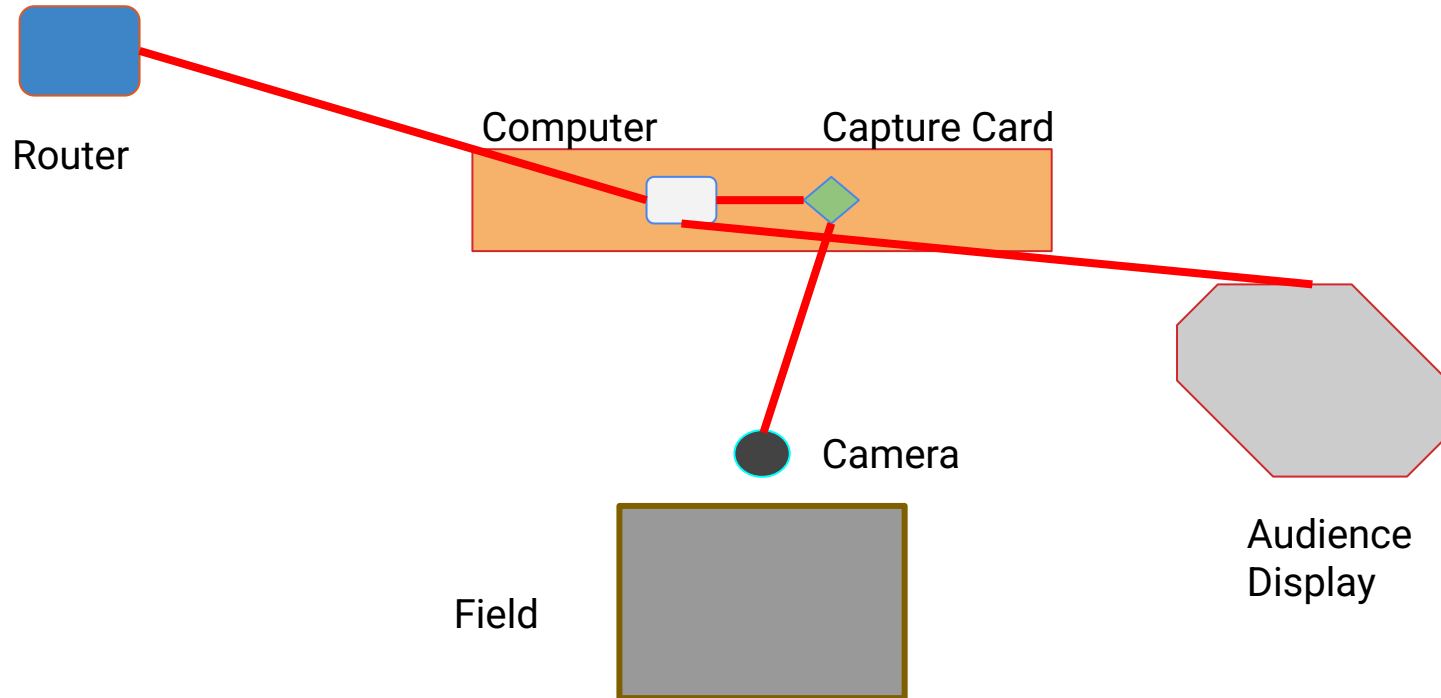 Computer
Capture Card
Router
Camera
Audience
Display
Field